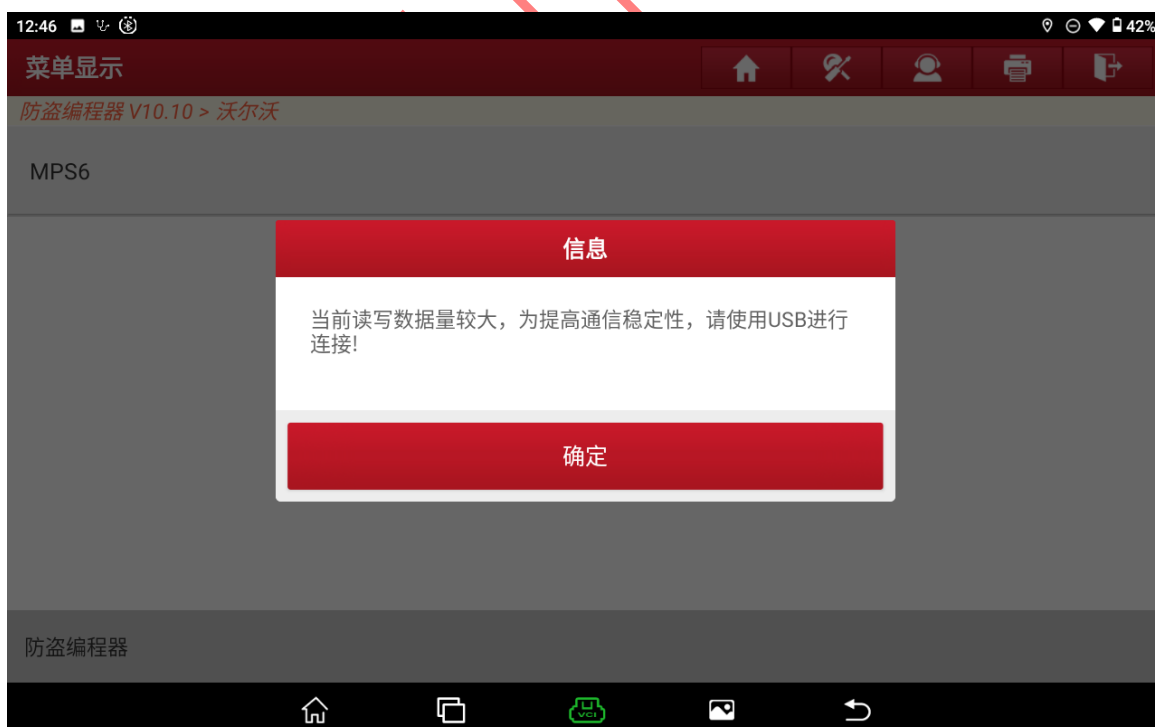 12:46 42%
菜单显示
防盗编程器 V10.10 > 沃尔沃
MPS6
信息
当前读写数据量较大，为提高通信稳定性，请使用USB进行
连接!
确定
防盗编程器
VCI